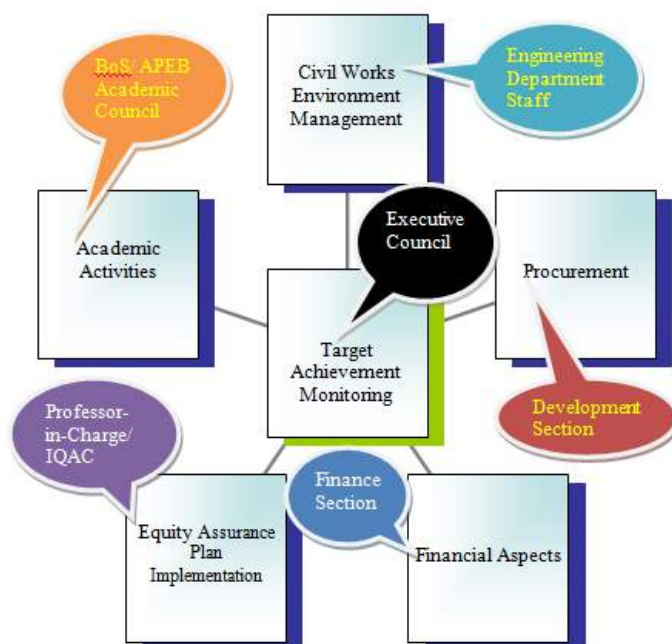 BoS/ APEB
Academic
Council
Civil Works
Environment
Management
Engineering
Department
Staff
Academic
Activities
Executive
Council
Procurement
Target
Achievement
Monitoring
Professor-
in-Charge/
IQAC
Development
Section
Finance
Section
Equity Assurance
Plan
Implementation
Financial Aspects